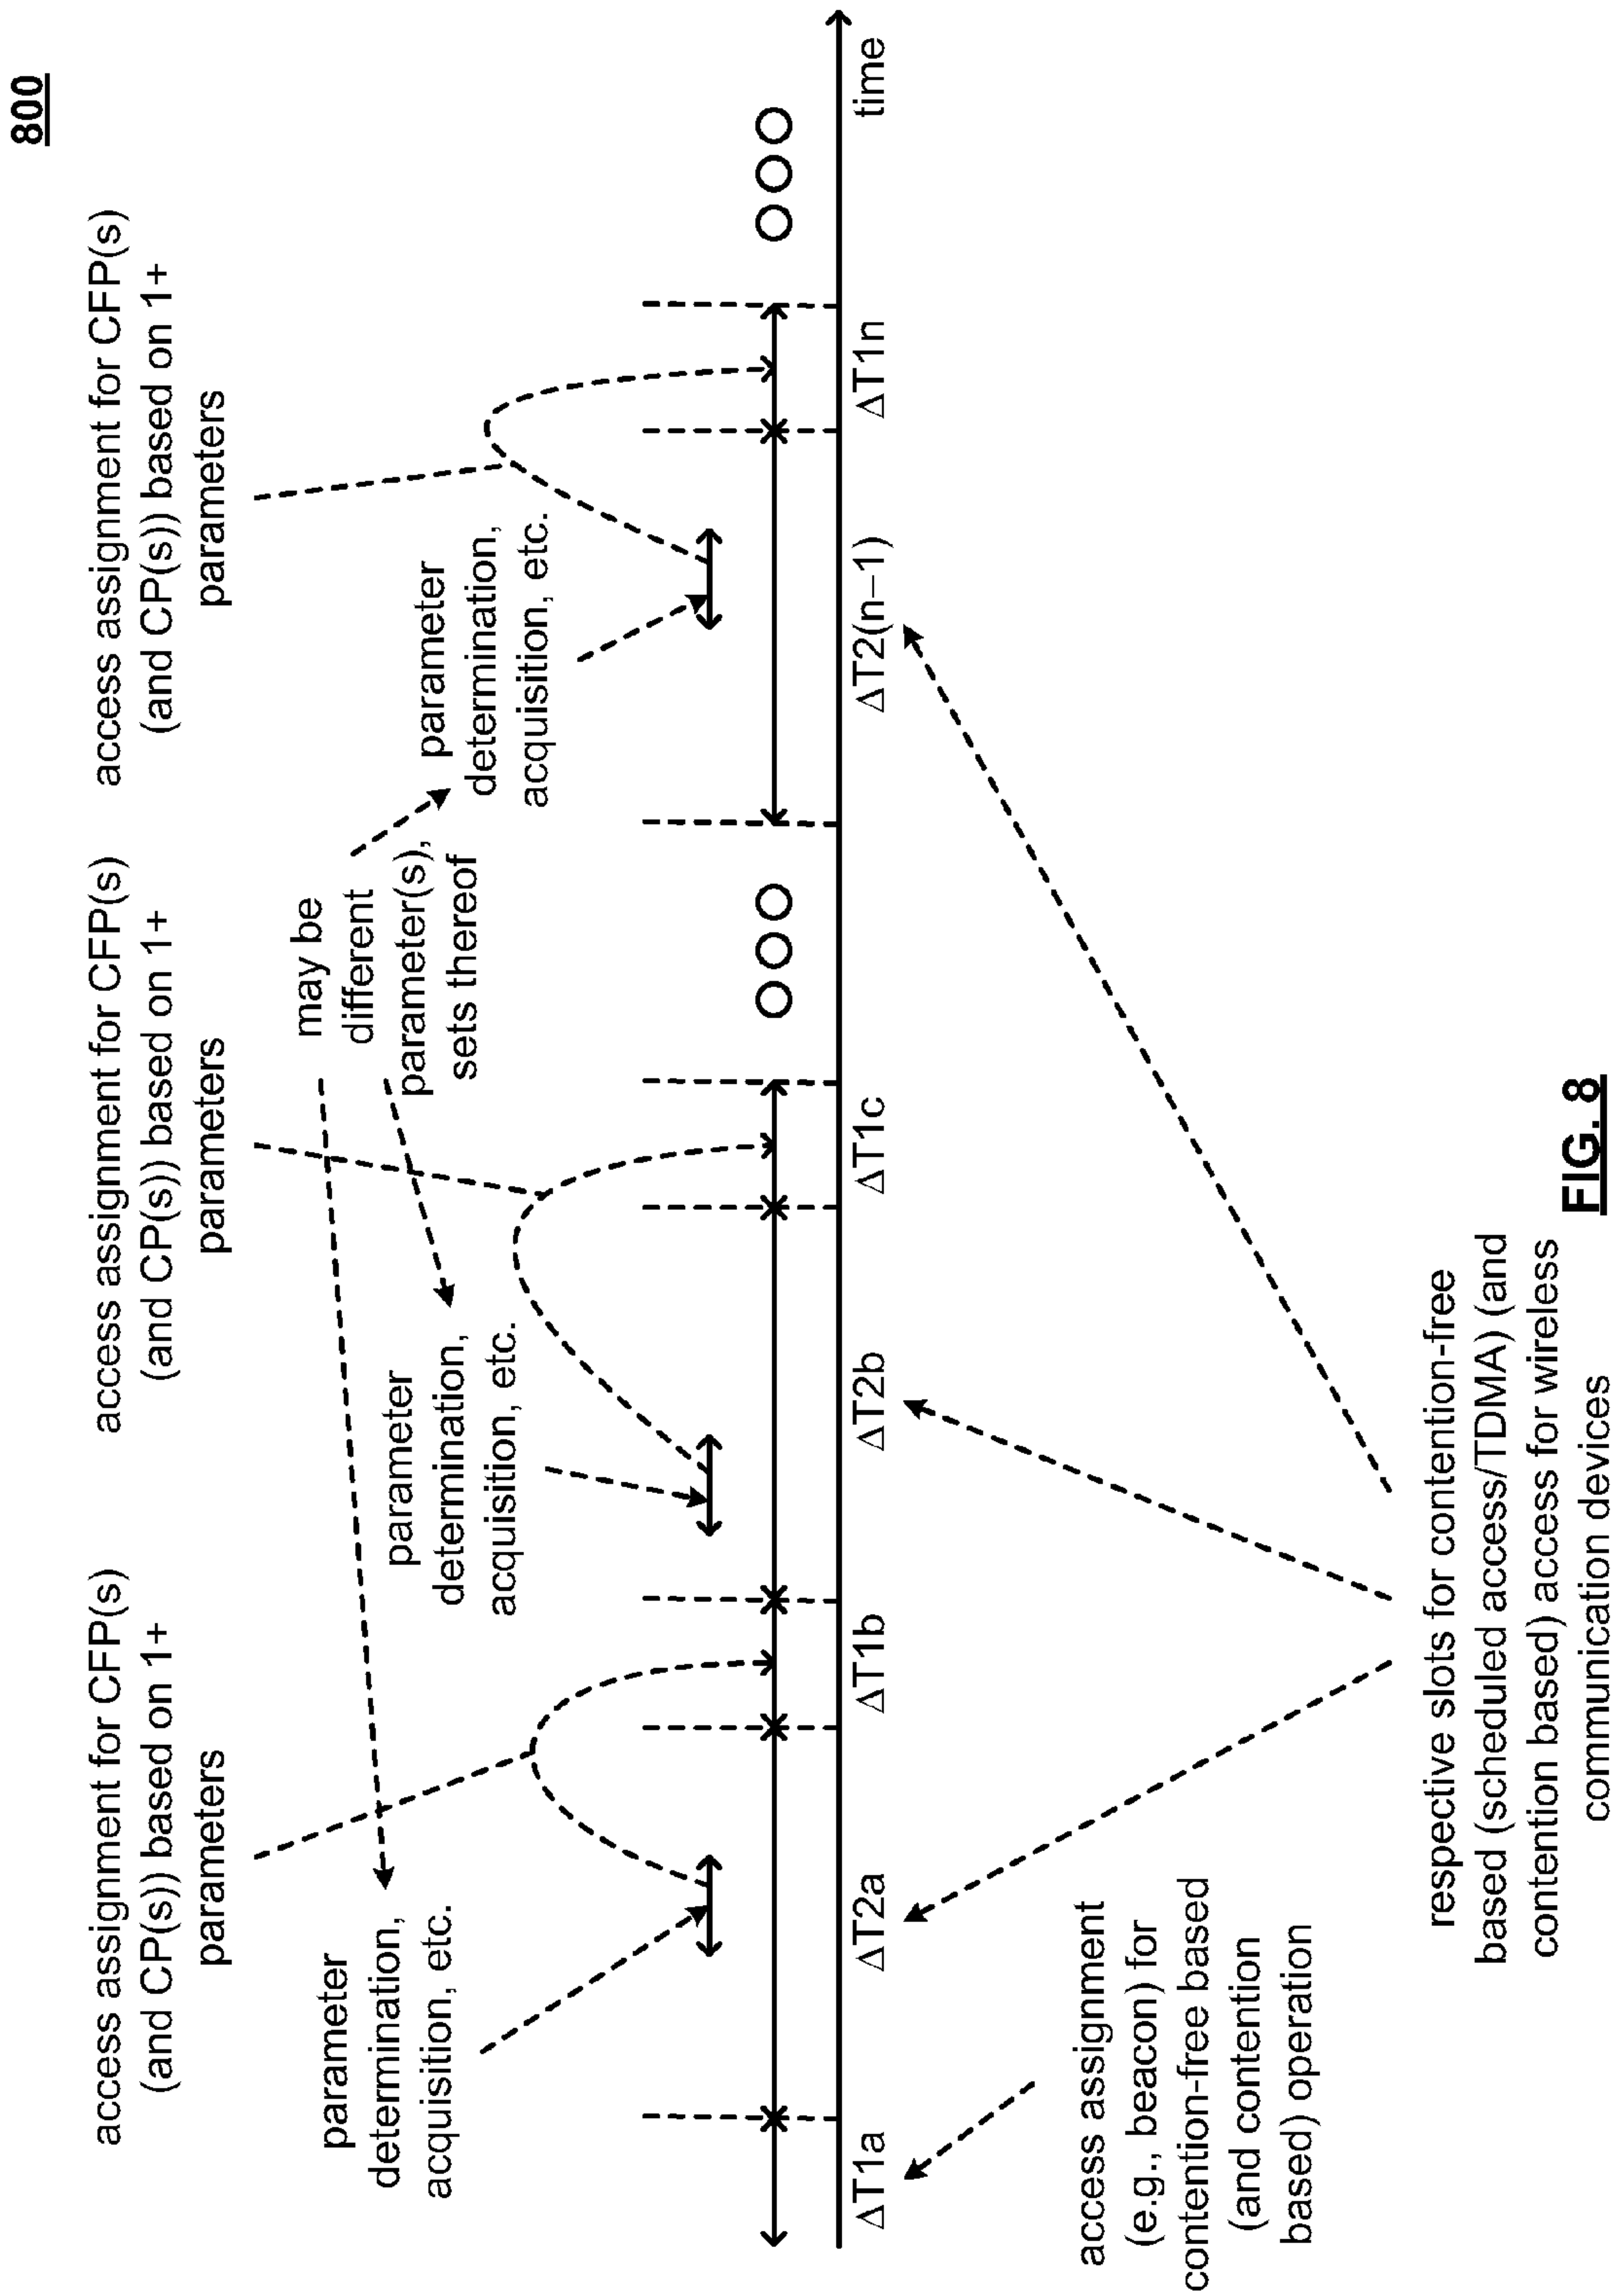 800
access assignment for CFP(s)
(and CP(s)) based on 1+
parameters
access assignment for CFP(s)
(and CP(s)) based on 1+
parameters
access assignment for CFP(s)
(and CP(s)) based on 1+
parameters
may be
different
parameter(s),
sets thereof
parameter
determination,
acquisition, etc.
parameter
determination,
acquisition, etc.
parameter
determination,
acquisition, etc.
ΔT1a
ΔT2a
ΔT1b
ΔT2b
ΔT1c
ΔT2(n−1)
ΔT1n
time
access assignment
(e.g., beacon) for
contention-free based
(and contention
based) operation
respective slots for contention-free
based (scheduled access/TDMA) (and
contention based) access for wireless
communication devices
FIG. 8